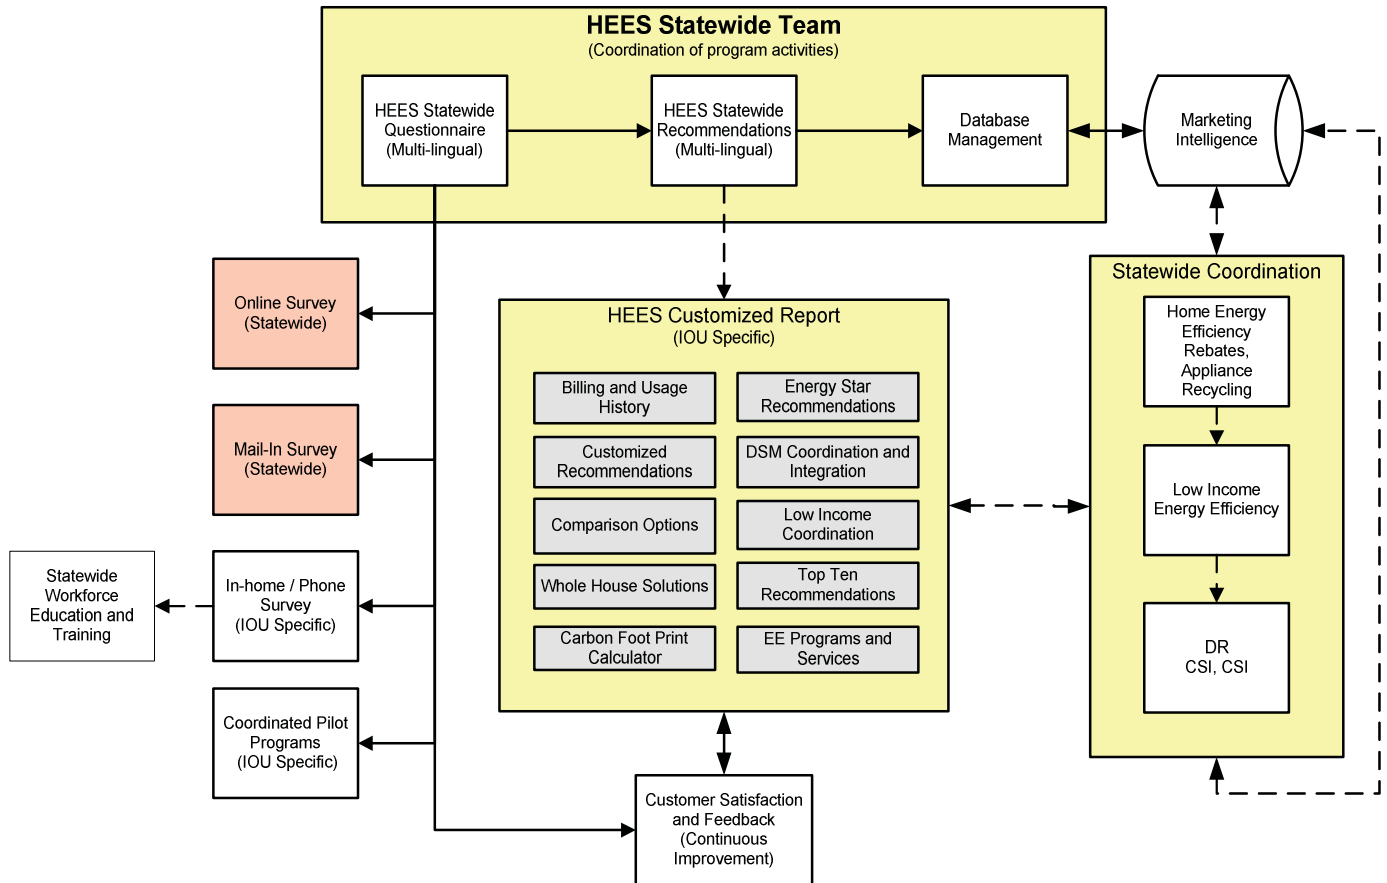 HEES Statewide Team
(Coordination of program activities)
HEES Statewide
Questionnaire
(Multi-lingual)
HEES Statewide
Recommendations
(Multi-lingual)
Database
Management
Marketing
Intelligence
Online Survey
(Statewide)
Mail-In Survey
(Statewide)
Statewide
Workforce
Education and
Training
In-home / Phone
Survey
(IOU Specific)
Coordinated Pilot
Programs
(IOU Specific)
HEES Customized Report
(IOU Specific)
Billing and Usage
History
Energy Star
Recommendations
Customized
Recommendations
DSM Coordination and
Integration
Comparison Options
Low Income
Coordination
Whole House Solutions
Top Ten
Recommendations
Carbon Foot Print
Calculator
EE Programs and
Services
Customer Satisfaction
and Feedback
(Continuous
Improvement)
Statewide Coordination
Home Energy
Efficiency
Rebates,
Appliance
Recycling
Low Income
Energy Efficiency
DR
CSI, CSI